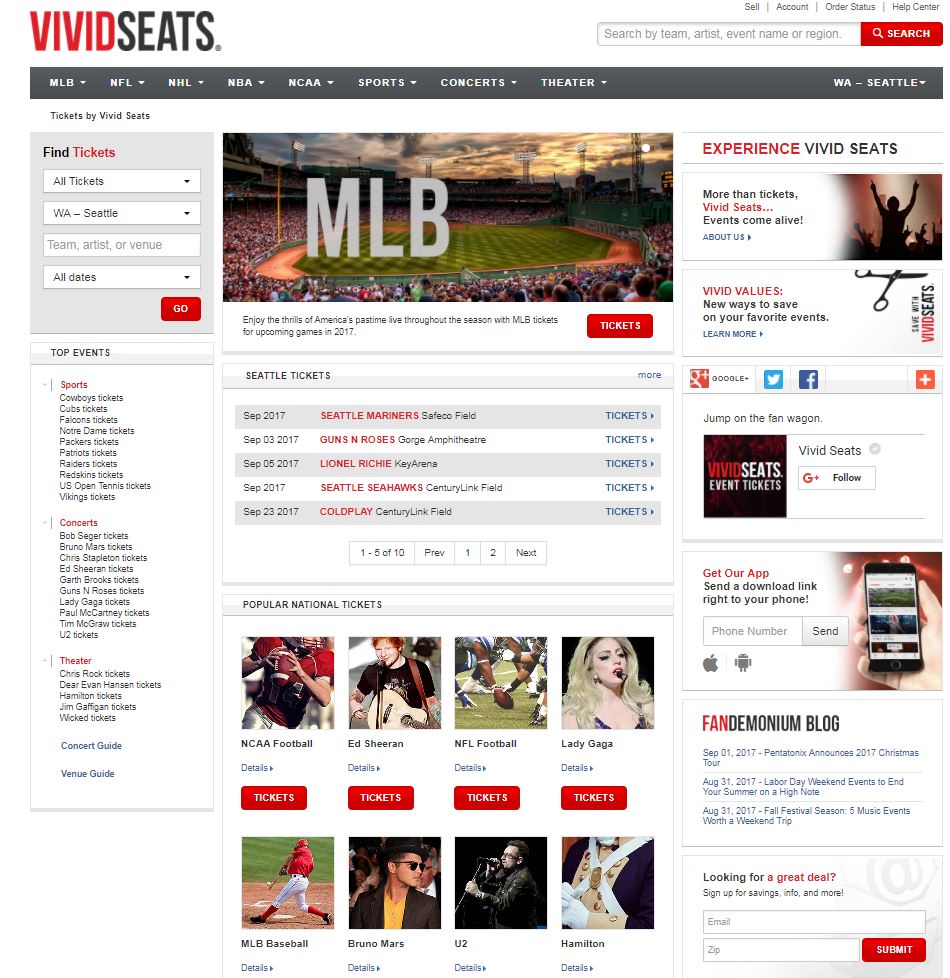 Sell | Account | Order Status | Help Center
VIVIDSEATS®
Search by team, artist, event name or region.
SEARCH
MLB NFL NHL NBA NCAA SPORTS CONCERTS THEATER WA – SEATTLE
Tickets by Vivid Seats
Find Tickets
All Tickets
WA – Seattle
Team, artist, or venue
All dates
GO
TOP EVENTS
Sports
Cowboys tickets
Cubs tickets
Falcons tickets
Notre Dame tickets
Packers tickets
Patriots tickets
Raiders tickets
Redskins tickets
US Open Tennis tickets
Vikings tickets
Concerts
Bob Seger tickets
Bruno Mars tickets
Chris Stapleton tickets
Ed Sheeran tickets
Garth Brooks tickets
Guns N Roses tickets
Lady Gaga tickets
Paul McCartney tickets
Tim McGraw tickets
U2 tickets
Theater
Chris Rock tickets
Dear Evan Hansen tickets
Hamilton tickets
Jim Gaffigan tickets
Wicked tickets
Concert Guide
Venue Guide
MLB
Enjoy the thrills of America's pastime live throughout the season with MLB tickets
for upcoming games in 2017.
TICKETS
SEATTLE TICKETS
more
Sep 2017 SEATTLE MARINERS Safeco Field TICKETS
Sep 03 2017 GUNS N ROSES Gorge Amphitheatre TICKETS
Sep 05 2017 LIONEL RICHIE KeyArena TICKETS
Sep 2017 SEATTLE SEAHAWKS CenturyLink Field TICKETS
Sep 23 2017 COLDPLAY CenturyLink Field TICKETS
1 - 5 of 10 Prev 1 2 Next
POPULAR NATIONAL TICKETS
NCAA Football Ed Sheeran NFL Football Lady Gaga
Details Details Details Details
TICKETS TICKETS TICKETS TICKETS
MLB Baseball Bruno Mars U2 Hamilton
Details Details Details Details
EXPERIENCE VIVID SEATS
More than tickets,
Vivid Seats...
Events come alive!
ABOUT US
VIVID VALUES:
New ways to save
on your favorite events.
LEARN MORE
SAVE WITH
VIVIDSEATS.
g+ GOOGLE+
Jump on the fan wagon.
VIVIDSEATS.
EVENT TICKETS
Vivid Seats
G+ Follow
Get Our App
Send a download link
right to your phone!
Phone Number Send
FANDEMONIUM BLOG
Sep 01, 2017 - Pentatonix Announces 2017 Christmas
Tour
Aug 31, 2017 - Labor Day Weekend Events to End
Your Summer on a High Note
Aug 31, 2017 - Fall Festival Season: 5 Music Events
Worth a Weekend Trip
Looking for a great deal?
Sign up for savings, info, and more!
Email
Zip
SUBMIT